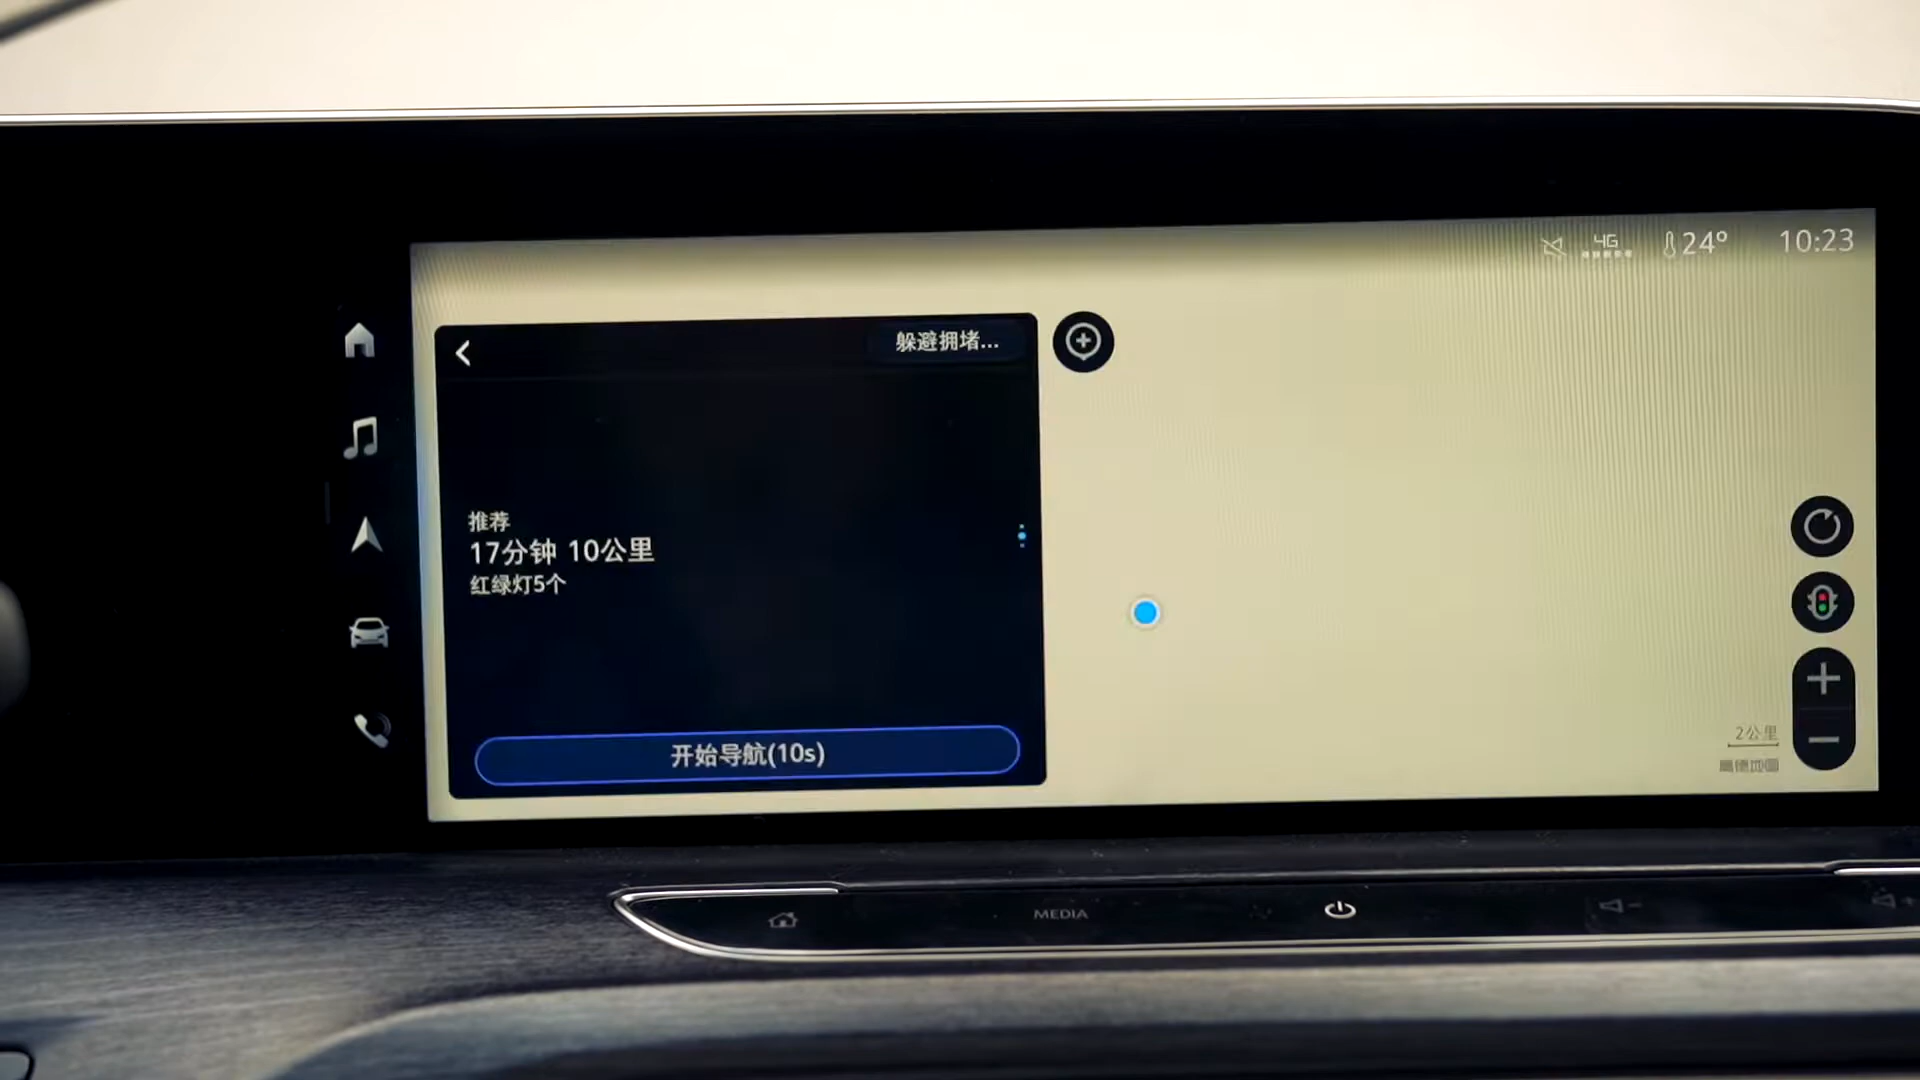 4G
24°
10:23
躲避拥堵...
推荐
17分钟 10公里
红绿灯5个
开始导航(10s)
2公里
高德地图
MEDIA